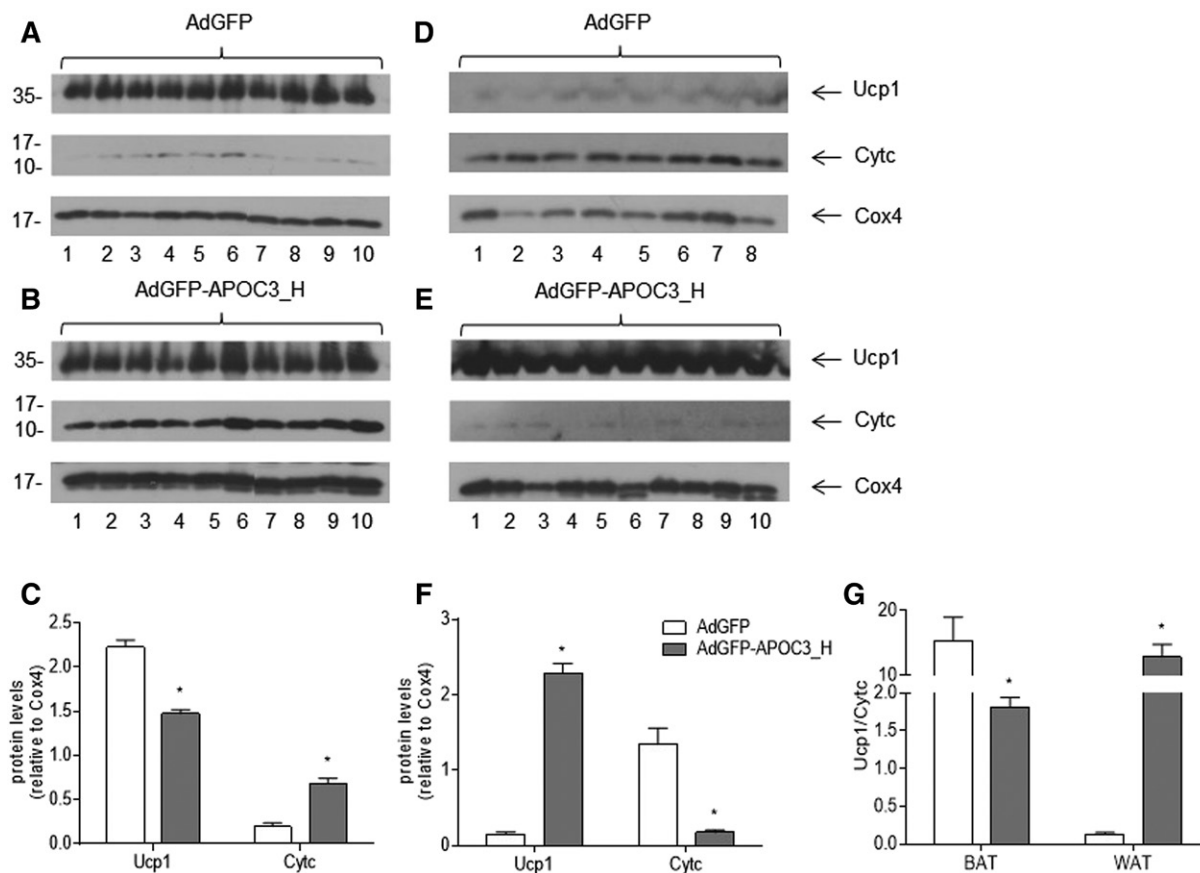 A
AdGFP
35-
17-
10-
17-
1 2 3 4 5 6 7 8 9 10
B
AdGFP-APOC3_H
35-
17-
10-
17-
1 2 3 4 5 6 7 8 9 10
D
AdGFP
← Ucp1
← Cytc
← Cox4
1 2 3 4 5 6 7 8
E
AdGFP-APOC3_H
← Ucp1
← Cytc
← Cox4
1 2 3 4 5 6 7 8 9 10
C
protein levels
(relative to Cox4)
2.5
2.0
1.5
1.0
0.5
0.0
*
*
Ucp1 Cytc
F
protein levels
(relative to Cox4)
3
2
1
0
*
*
AdGFP
AdGFP-APOC3_H
Ucp1 Cytc
G
Ucp1/Cytc
20
10
2.0
1.5
1.0
0.5
0.0
*
*
BAT WAT